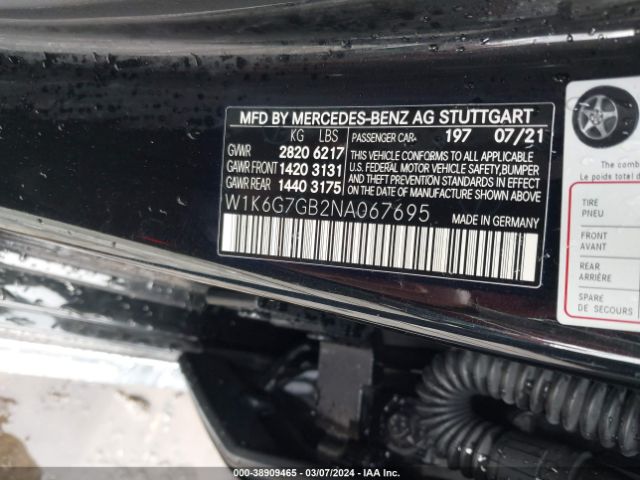 MFD BY MERCEDES-BENZ AG STUTTGART
KG LBS PASSENGER CAR- 197 07/21
GVWR 2820 6217
GAWR FRONT 1420 3131
GAWR REAR 1440 3175
THIS VEHICLE CONFORMS TO ALL APPLICABLE
U.S. FEDERAL MOTOR VEHICLE SAFETY, BUMPER
AND THEFT PREVENTION STANDARDS IN EFFECT
ON THE DATE OF MANUFACTURE SHOWN ABOVE.
W1K6G7GB2NA067695
MADE IN GERMANY
Le poids total d
TIRE
PNEU
FRONT
AVANT
REAR
ARRIÈRE
SPARE
DE SECOURS
000-38909465 - 03/07/2024 - IAA Inc.